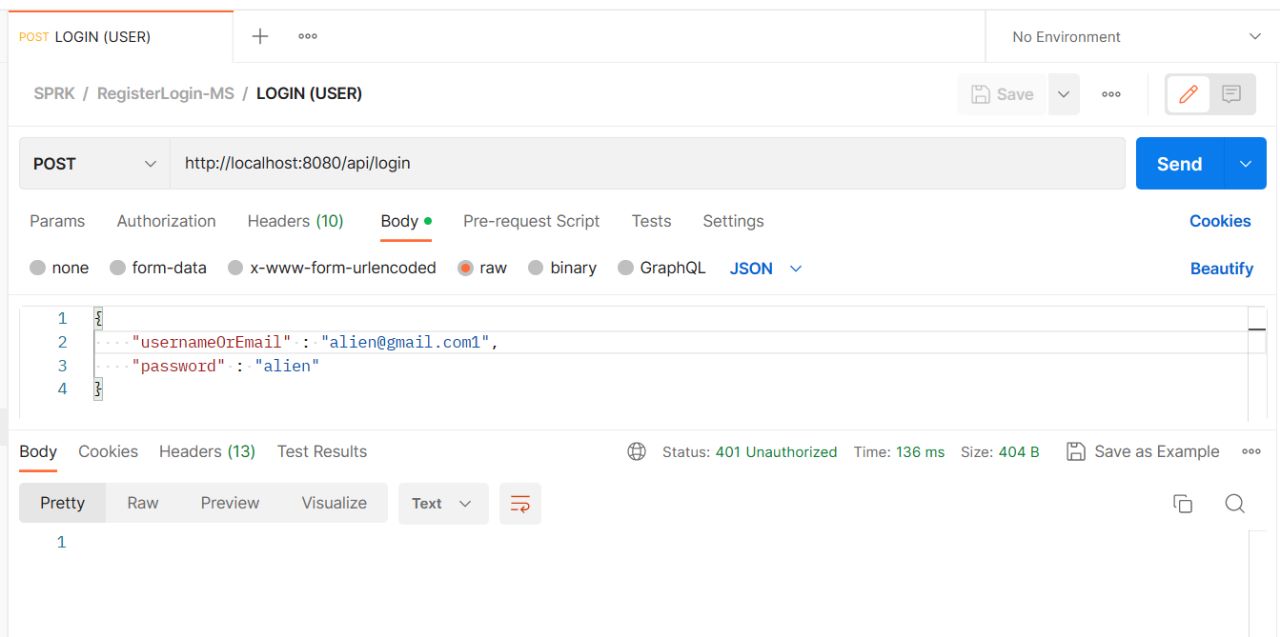 POST LOGIN (USER)
No Environment
SPRK / RegisterLogin-MS / LOGIN (USER)
Save
POST
http://localhost:8080/api/login
Send
Params Authorization Headers (10) Body Pre-request Script Tests Settings Cookies
none form-data x-www-form-urlencoded raw binary GraphQL JSON Beautify
1 {
2 "usernameOrEmail" : "alien@gmail.com1",
3 "password" : "alien"
4 }
Body Cookies Headers (13) Test Results Status: 401 Unauthorized Time: 136 ms Size: 404 B Save as Example
Pretty Raw Preview Visualize Text
1